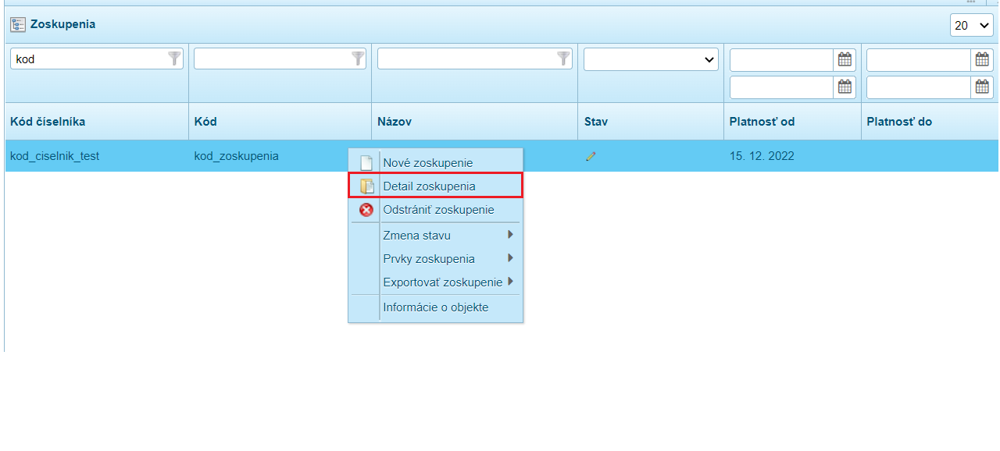 Zoskupenia
20
kod
Kód číselníka Kód Názov Stav Platnosť od Platnosť do
kod_ciselnik_test kod_zoskupenia 15. 12. 2022
Nové zoskupenie
Detail zoskupenia
Odstrániť zoskupenie
Zmena stavu
Prvky zoskupenia
Exportovať zoskupenie
Informácie o objekte